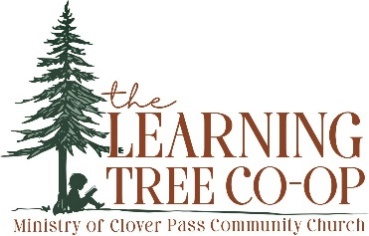 the
LEARNING
TREE CO-OP
Ministry of Clover Pass Community Church